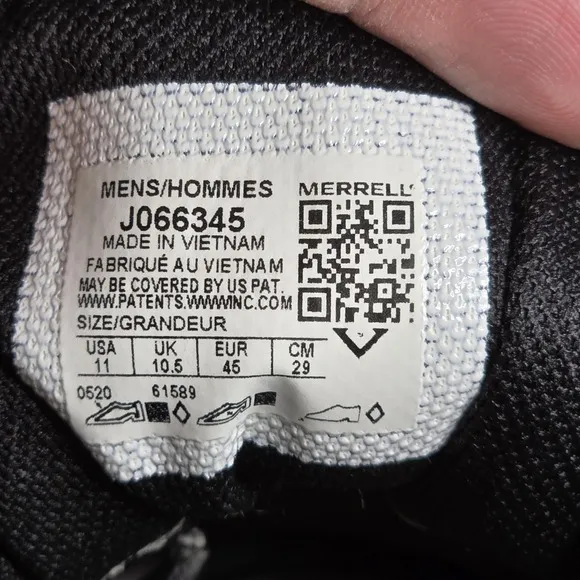 MENS/HOMMES MERRELL
J066345
MADE IN VIETNAM
FABRIQUÉ AU VIETNAM
MAY BE COVERED BY US PAT.
WWW.PATENTS.WWWINC.COM
SIZE/GRANDEUR
USA UK EUR CM
11 10.5 45 29
0520 61589